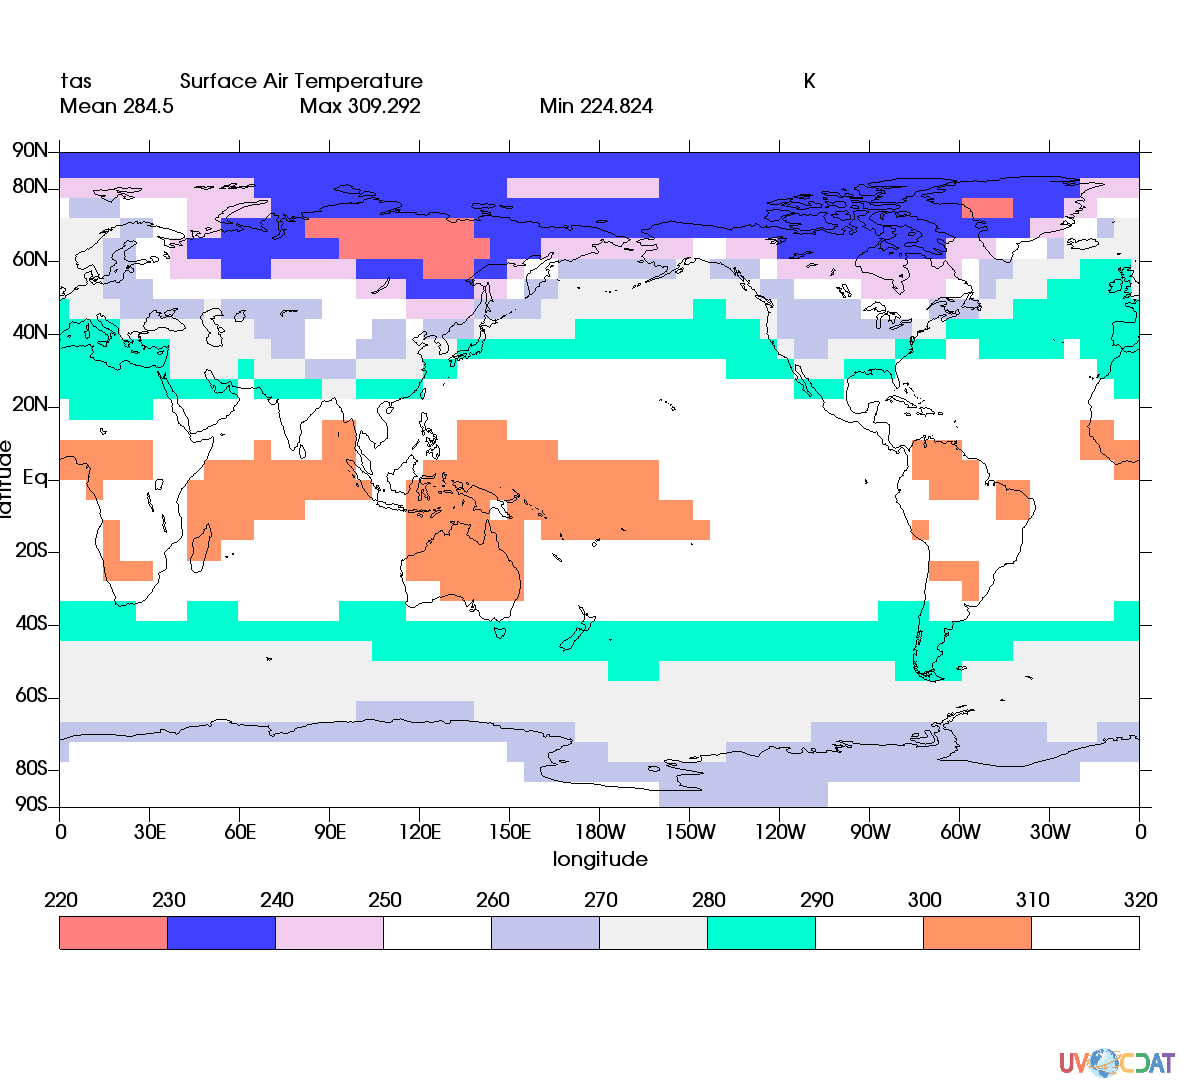 tas Surface Air Temperature K
Mean 284.5 Max 309.292 Min 224.824
90N
80N
60N
40N
20N
Eq
20S
40S
60S
80S
90S
latitude
0 30E 60E 90E 120E 150E 180W 150W 120W 90W 60W 30W 0
longitude
220 230 240 250 260 270 280 290 300 310 320
UV CDAT